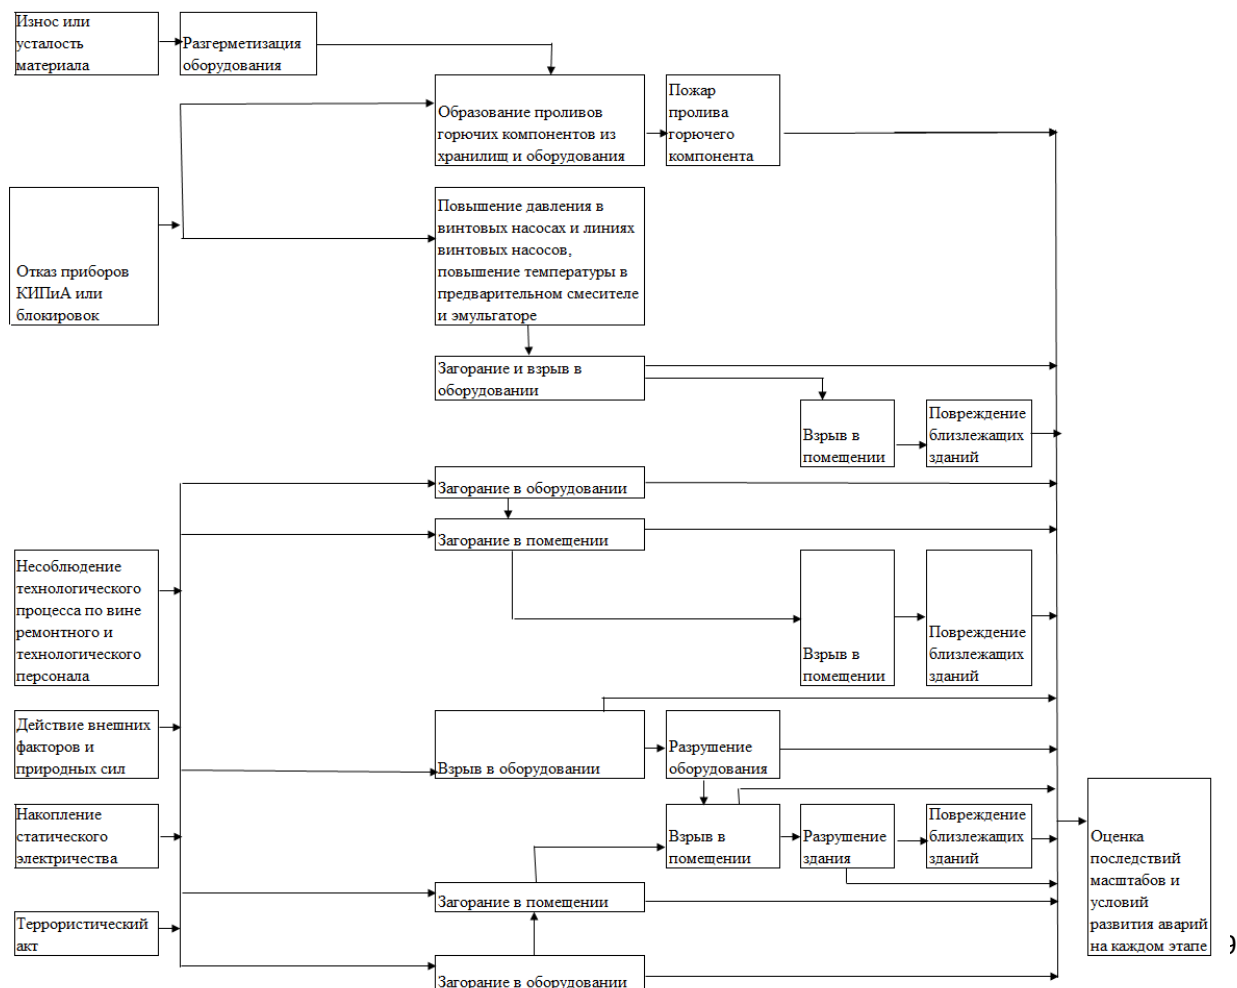 Износ или
усталость
материала
Разгерметизация
оборудования
Образование проливов
горючих компонентов из
хранилищ и оборудования
Пожар
пролива
горючего
компонента
Отказ приборов
КИПиА или
блокировок
Повышение давления в
винтовых насосах и линиях
винтовых насосов,
повышение температуры в
предварительном смесителе
и эмульгаторе
Загорание и взрыв в
оборудовании
Взрыв в
помещении
Повреждение
близлежащих
зданий
Загорание в оборудовании
Загорание в помещении
Несоблюдение
технологического
процесса по вине
ремонтного и
технологического
персонала
Взрыв в
помещении
Повреждение
близлежащих
зданий
Действие внешних
факторов и
природных сил
Взрыв в оборудовании
Разрушение
оборудования
Накопление
статического
электричества
Взрыв в
помещении
Разрушение
здания
Повреждение
близлежащих
зданий
Оценка
последствий
масштабов и
условий
развития аварий
на каждом этапе
Загорание в помещении
Террористический
акт
Загорание в оборудовании
9